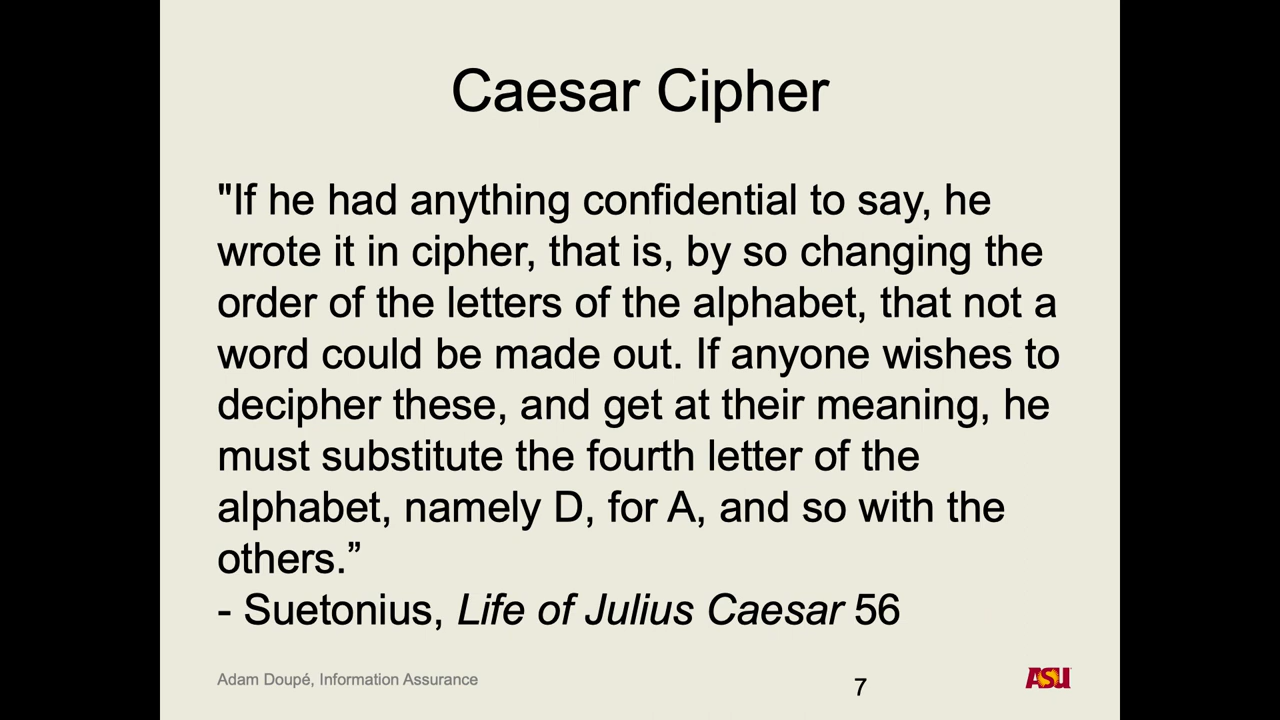 Caesar Cipher
"If he had anything confidential to say, he
wrote it in cipher, that is, by so changing the
order of the letters of the alphabet, that not a
word could be made out. If anyone wishes to
decipher these, and get at their meaning, he
must substitute the fourth letter of the
alphabet, namely D, for A, and so with the
others.”
- Suetonius, Life of Julius Caesar 56
Adam Doupé, Information Assurance
7
ASU